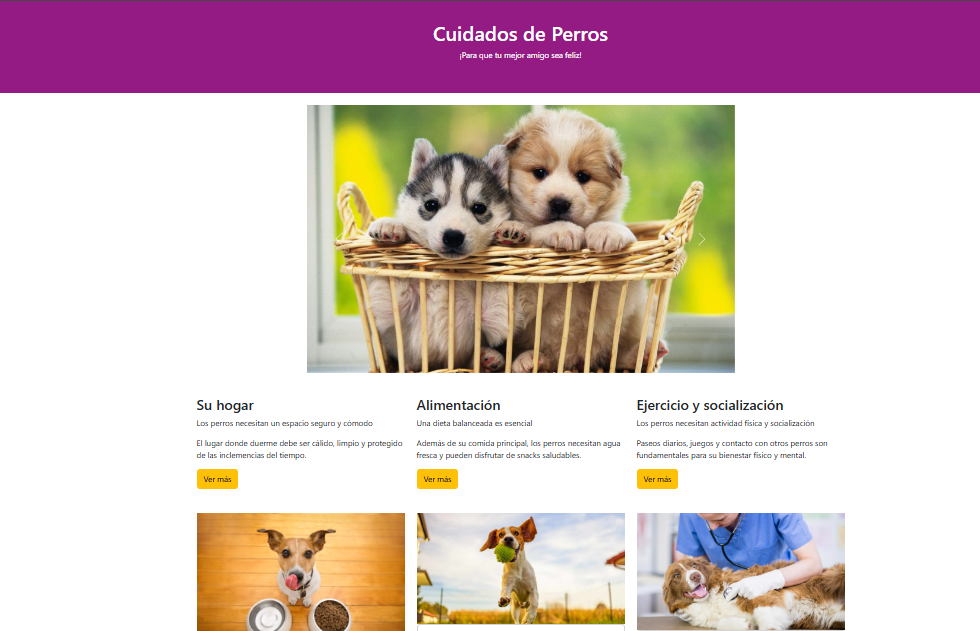 Cuidados de Perros
¡Para que tu mejor amigo sea feliz!
Su hogar
Los perros necesitan un espacio seguro y cómodo
El lugar donde duerme debe ser cálido, limpio y protegido
de las inclemencias del tiempo.
Ver más
Alimentación
Una dieta balanceada es esencial
Además de su comida principal, los perros necesitan agua
fresca y pueden disfrutar de snacks saludables.
Ver más
Ejercicio y socialización
Los perros necesitan actividad física y socialización
Paseos diarios, juegos y contacto con otros perros son
fundamentales para su bienestar físico y mental.
Ver más